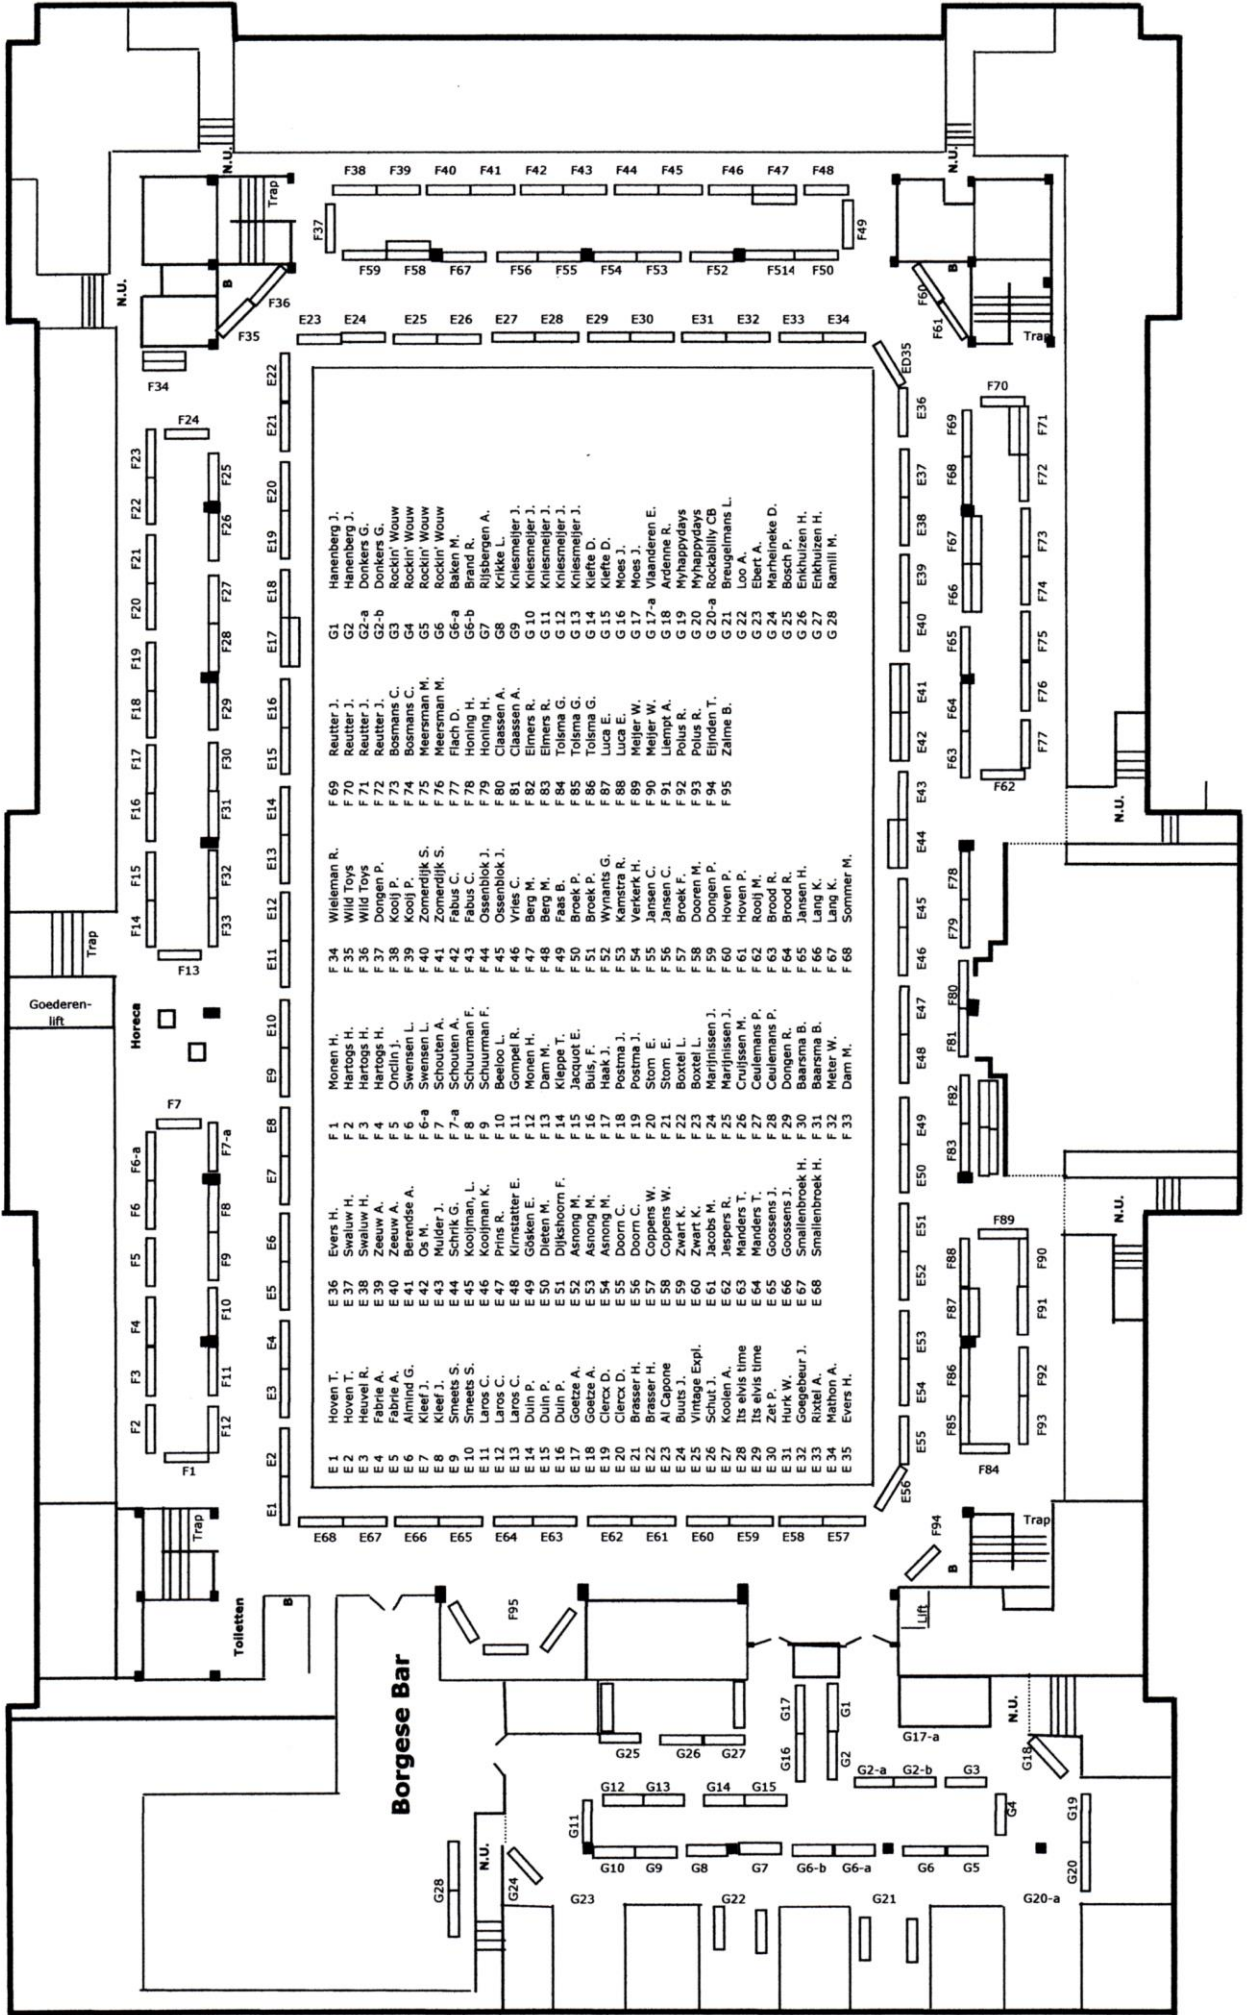 N.U.
Trap
N.U.
B
F38
F39
F40
F41
F42
F43
F44
F45
F46
F47
F48
F37
F49
F59
F58
F67
F56
F55
F54
F53
F52
F514
F50
N.U.
B
Trap
F60
F61
F36
F35
F34
E23
E24
E25
E26
E27
E28
E29
E30
E31
E32
E33
E34
ED35
F24
F23
F22
F21
F20
F19
F18
F17
F16
F15
F14
F13
F25
F26
F27
F28
F29
F30
F31
F32
F33
E22
E21
E20
E19
E18
E17
E16
E15
E14
E13
E12
E11
E10
E9
E8
E7
E6
E5
E4
E3
E2
E1
Trap
Goederen-
lift
Horeca
F7
F6-a
F6
F5
F4
F3
F2
F1
F7-a
F8
F9
F10
F11
F12
E 1 Hoven T.
E 2 Hoven T.
E 3 Heuvel R.
E 4 Fabrie A.
E 5 Fabrie A.
E 6 Almind G.
E 7 Kleef J.
E 8 Kleef J.
E 9 Smeets S.
E 10 Smeets S.
E 11 Laros C.
E 12 Laros C.
E 13 Laros C.
E 14 Duin P.
E 15 Duin P.
E 16 Duin P.
E 17 Goetze A.
E 18 Goetze A.
E 19 Clercx D.
E 20 Clercx D.
E 21 Brasser H.
E 22 Brasser H.
E 23 Al Capone
E 24 Buuts J.
E 25 Vintage Expl.
E 26 Schut J.
E 27 Koolen A.
E 28 Its elvis time
E 29 Its elvis time
E 30 Zet P.
E 31 Hurk W.
E 32 Goegebeur J.
E 33 Rixtel A.
E 34 Mathon A.
E 35 Evers H.
E 36 Evers H.
E 37 Swaluw H.
E 38 Swaluw H.
E 39 Zeeuw A.
E 40 Zeeuw A.
E 41 Berendse A.
E 42 Os M.
E 43 Mulder J.
E 44 Schrik G.
E 45 Kooijman, L.
E 46 Kooijman K.
E 47 Prins R.
E 48 Kirnstatter E.
E 49 Gösken E.
E 50 Dieten M.
E 51 Dijkshoorn F.
E 52 Asnong M.
E 53 Asnong M.
E 54 Asnong M.
E 55 Doorn C.
E 56 Doorn C.
E 57 Coppens W.
E 58 Coppens W.
E 59 Zwart K.
E 60 Zwart K.
E 61 Jacobs M.
E 62 Jespers R.
E 63 Manders T.
E 64 Manders T.
E 65 Goossens J.
E 66 Goossens J.
E 67 Smallenbroek H.
E 68 Smallenbroek H.
F 1 Monen H.
F 2 Hartogs H.
F 3 Hartogs H.
F 4 Hartogs H.
F 5 Onclin j.
F 6 Swensen L.
F 6-a Swensen L.
F 7 Schouten A.
F 7-a Schouten A.
F 8 Schuurman F.
F 9 Schuurman F.
F 10 Beeloo L.
F 11 Gompel R.
F 12 Monen H.
F 13 Dam M.
F 14 Kleppe T.
F 15 Jacquot E.
F 16 Buis, F.
F 17 Haak J.
F 18 Postma J.
F 19 Postma J.
F 20 Stom E.
F 21 Stom E.
F 22 Boxtel L.
F 23 Boxtel L.
F 24 Marijnissen J.
F 25 Marijnissen J.
F 26 Cruijssen M.
F 27 Ceulemans P.
F 28 Ceulemans P.
F 29 Dongen R.
F 30 Baarsma B.
F 31 Baarsma B.
F 32 Meter W.
F 33 Dam M.
F 34 Wieleman R.
F 35 Wild Toys
F 36 Wild Toys
F 37 Dongen P.
F 38 Kooij P.
F 39 Kooij P.
F 40 Zomerdijk S.
F 41 Zomerdijk S.
F 42 Fabus C.
F 43 Fabus C.
F 44 Ossenblok J.
F 45 Ossenblok J.
F 46 Vries C.
F 47 Berg M.
F 48 Berg M.
F 49 Faas B.
F 50 Broek P.
F 51 Broek P.
F 52 Wynants G.
F 53 Kamstra R.
F 54 Verkerk H.
F 55 Jansen C.
F 56 Jansen C.
F 57 Broek F.
F 58 Dooren M.
F 59 Dongen P.
F 60 Hoven P.
F 61 Hoven P.
F 62 Rooij M.
F 63 Brood R.
F 64 Brood R.
F 65 Jansen H.
F 66 Lang K.
F 67 Lang K.
F 68 Sommer M.
F 69 Reutter J.
F 70 Reutter J.
F 71 Reutter J.
F 72 Reutter J.
F 73 Bosmans C.
F 74 Bosmans C.
F 75 Meersman M.
F 76 Meersman M.
F 77 Flach D.
F 78 Honing H.
F 79 Honing H.
F 80 Claassen A.
F 81 Claassen A.
F 82 Elmers R.
F 83 Elmers R.
F 84 Tolsma G.
F 85 Tolsma G.
F 86 Tolsma G.
F 87 Luca E.
F 88 Luca E.
F 89 Meijer W.
F 90 Meijer W.
F 91 Liempt A.
F 92 Polus R.
F 93 Polus R.
F 94 Eijnden T.
F 95 Zalme B.
G1 Hanenberg J.
G2 Hanenberg J.
G2-a Donkers G.
G2-b Donkers G.
G3 Rockin' Wouw
G4 Rockin' Wouw
G5 Rockin' Wouw
G6 Rockin' Wouw
G6-a Baken M.
G6-b Brand R.
G7 Rijsbergen A.
G8 Krikke L.
G9 Kniesmeijer J.
G 10 Kniesmeijer J.
G 11 Kniesmeijer J.
G 12 Kniesmeijer J.
G 13 Kniesmeijer J.
G 14 Kiefte D.
G 15 Kiefte D.
G 16 Moes J.
G 17 Moes J.
G 17-a Vlaanderen E.
G 18 Ardenne R.
G 19 Myhappydays
G 20 Myhappydays
G 20-a Rockabilly CB
G 21 Breugelmans L.
G 22 Loo A.
G 23 Ebert A.
G 24 Marheineke D.
G 25 Bosch P.
G 26 Enkhuizen H.
G 27 Enkhuizen H.
G 28 Ramili M.
E36
E37
E38
E39
E40
E41
E42
E43
E44
E45
E46
E47
E48
E49
E50
E51
E52
E53
E54
E55
E56
F70
F69
F68
F67
F66
F65
F64
F63
F62
F71
F72
F73
F74
F75
F76
F77
N.U.
F78
F79
F80
F81
F82
F83
N.U.
F89
F88
F87
F86
F85
F84
F90
F91
F92
F93
E68
E67
E66
E65
E64
E63
E62
E61
E60
E59
E58
E57
Trap
Toiletten
B
F95
F94
B
Trap
Lift
Borgese Bar
G25
G26
G27
G17
G16
G1
G2
G17-a
N.U.
G18
G2-a
G2-b
G3
G4
G12
G13
G14
G15
G11
G10
G9
G8
G7
G6-b
G6-a
G6
G5
G19
G20
G28
N.U.
G24
G23
G22
G21
G20-a